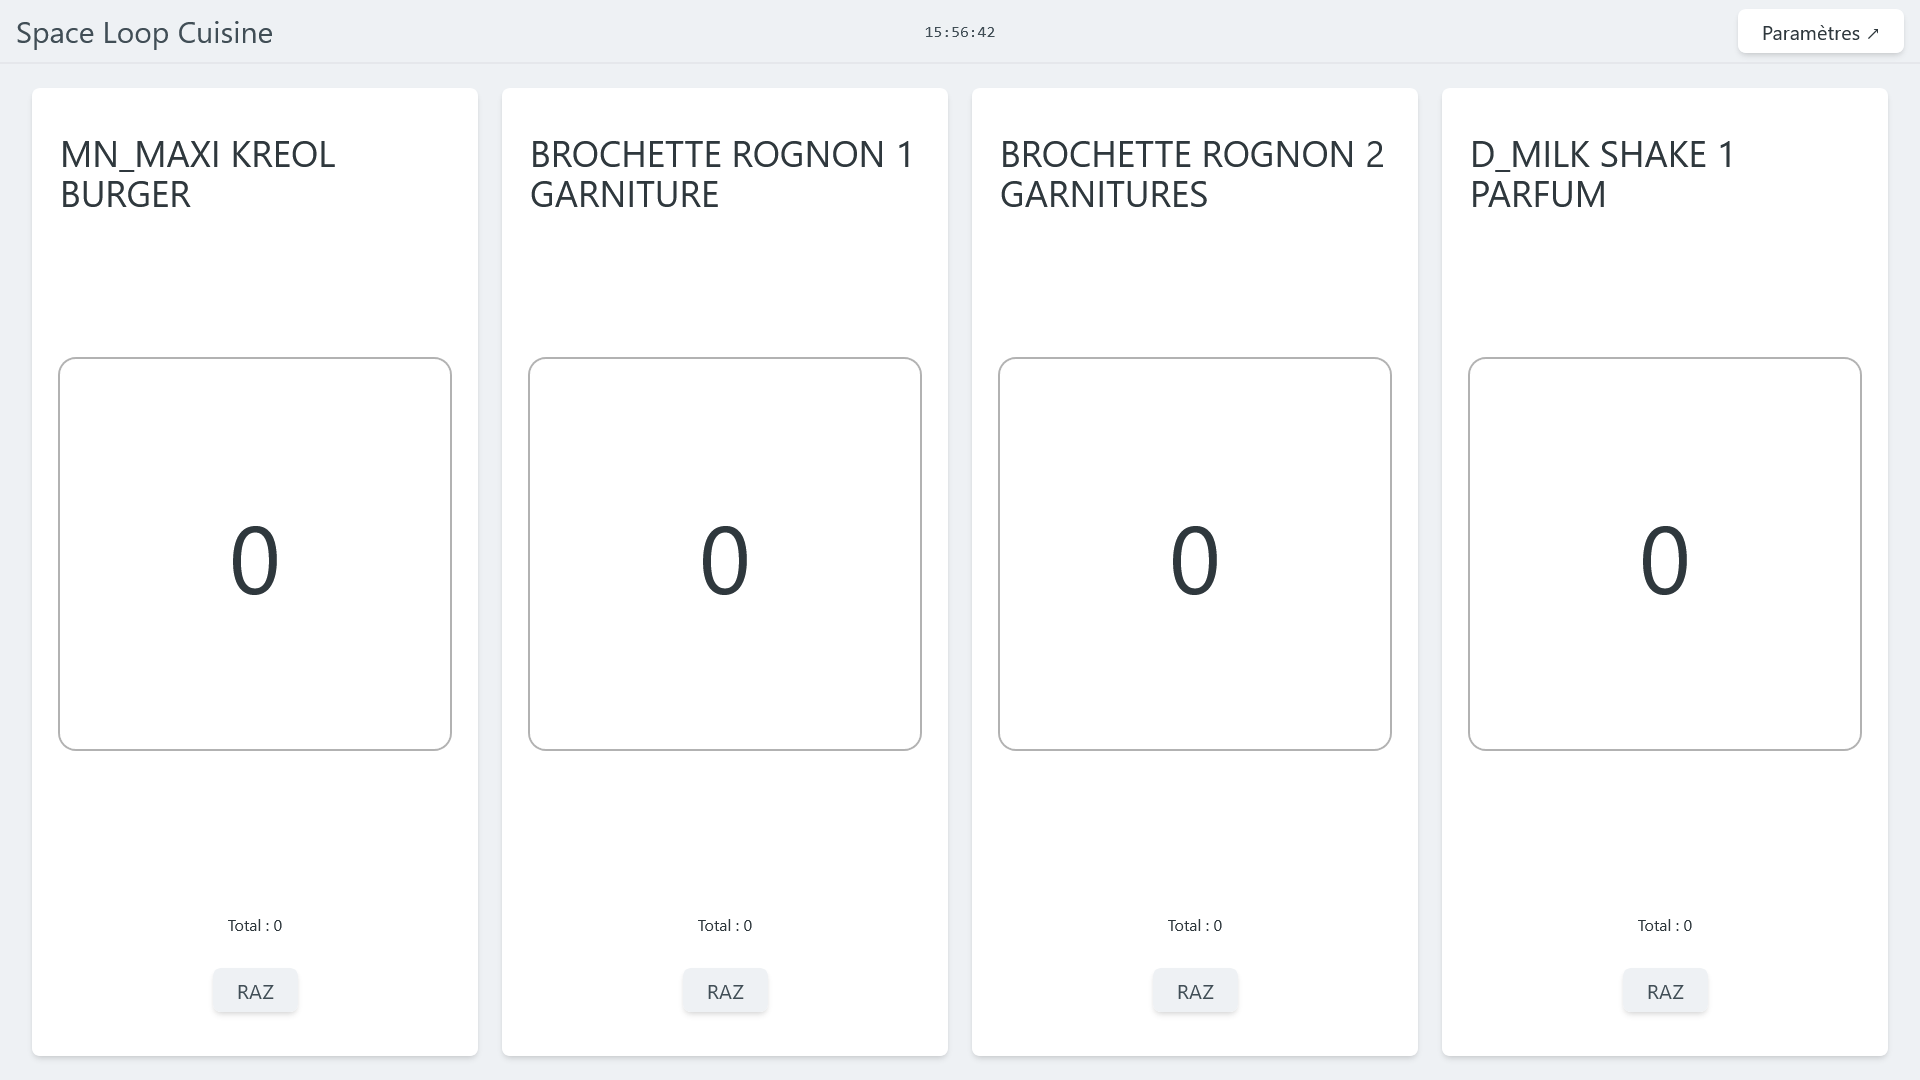 Space Loop Cuisine
15:56:42
Paramètres ↗
MN_MAXI KREOL
BURGER
0
Total : 0
RAZ
BROCHETTE ROGNON 1
GARNITURE
0
Total : 0
RAZ
BROCHETTE ROGNON 2
GARNITURES
0
Total : 0
RAZ
D_MILK SHAKE 1
PARFUM
0
Total : 0
RAZ